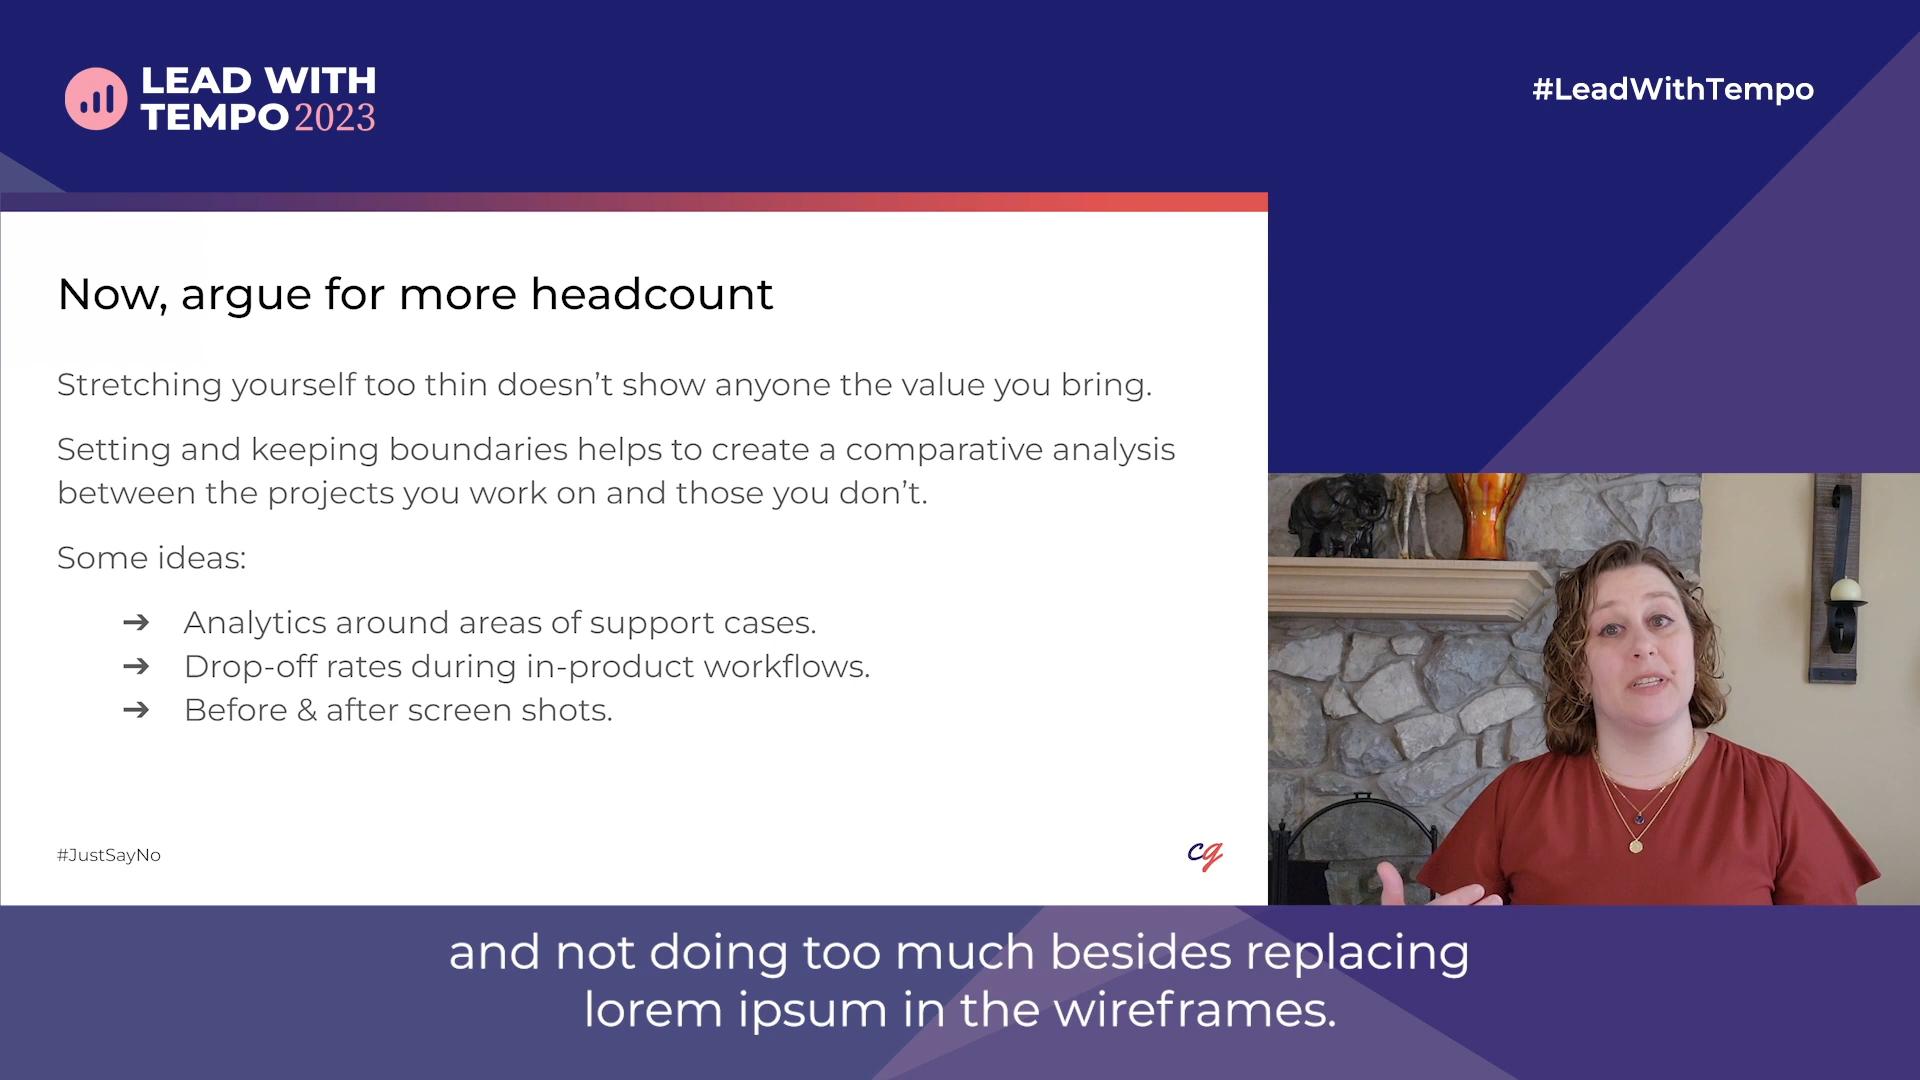 LEAD WITH
TEMPO 2023
#LeadWithTempo
Now, argue for more headcount
Stretching yourself too thin doesn’t show anyone the value you bring.
Setting and keeping boundaries helps to create a comparative analysis
between the projects you work on and those you don’t.
Some ideas:
➔ Analytics around areas of support cases.
➔ Drop-off rates during in-product workflows.
➔ Before & after screen shots.
#JustSayNo
cg
and not doing too much besides replacing
lorem ipsum in the wireframes.